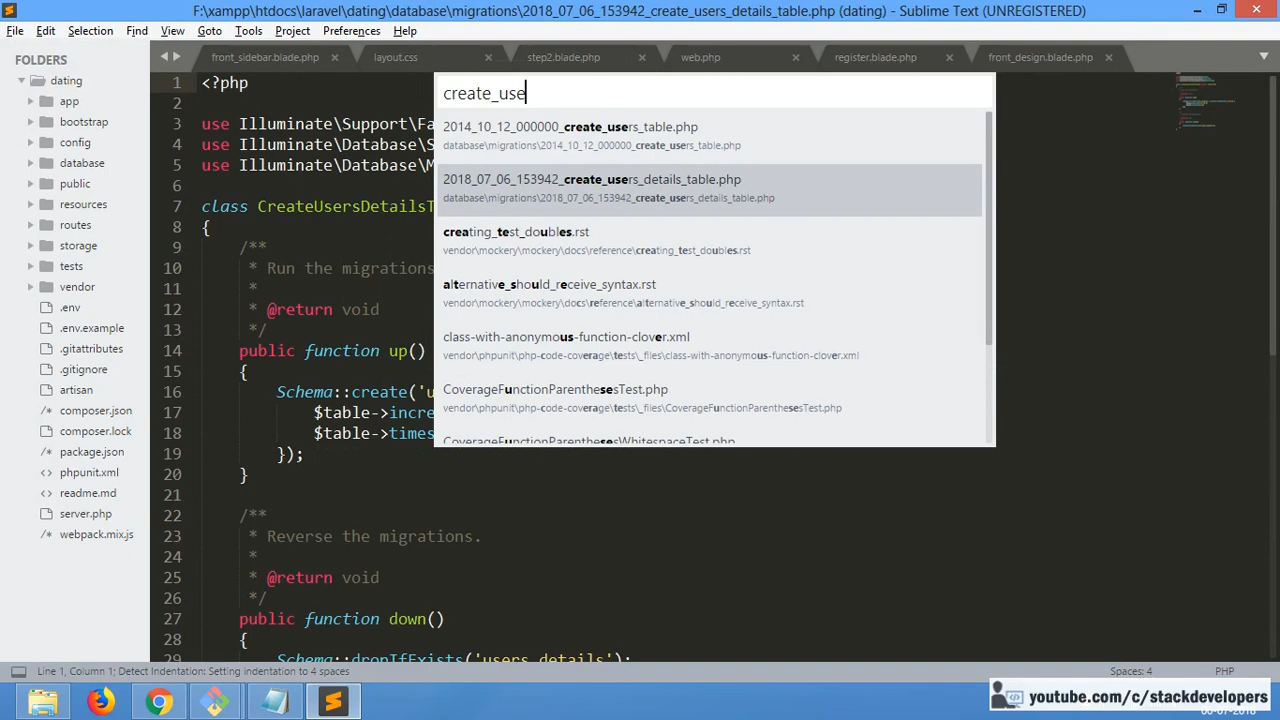 F:\xampp\htdocs\laravel\dating\database\migrations\2018_07_06_153942_create_users_details_table.php (dating) - Sublime Text (UNREGISTERED)
File Edit Selection Find View Goto Tools Project Preferences Help
FOLDERS
dating
app
bootstrap
config
database
public
resources
routes
storage
tests
vendor
.env
.env.example
.gitattributes
.gitignore
artisan
composer.json
composer.lock
package.json
phpunit.xml
readme.md
server.php
webpack.mix.js
front_sidebar.blade.php layout.css step2.blade.php web.php register.blade.php front_design.blade.php
create_use
2014_10_12_000000_create_users_table.php
database\migrations\2014_10_12_000000_create_users_table.php
2018_07_06_153942_create_users_details_table.php
database\migrations\2018_07_06_153942_create_users_details_table.php
creating_test_doubles.rst
vendor\mockery\mockery\docs\reference\creating_test_doubles.rst
alternative_should_receive_syntax.rst
vendor\mockery\mockery\docs\reference\alternative_should_receive_syntax.rst
class-with-anonymous-function-clover.xml
vendor\phpunit\php-code-coverage\tests\_files\class-with-anonymous-function-clover.xml
CoverageFunctionParenthesesTest.php
vendor\phpunit\php-code-coverage\tests\_files\CoverageFunctionParenthesesTest.php
CoverageFunctionParenthesesWhitespaceTest.php
1 <?php
2
3 use Illuminate\Support\Fa
4 use Illuminate\Database\S
5 use Illuminate\Database\M
6
7 class CreateUsersDetailsT
8 {
9 /**
10 * Run the migrations
11 *
12 * @return void
13 */
14 public function up()
15 {
16 Schema::create('u
17 $table->incre
18 $table->times
19 });
20 }
21
22 /**
23 * Reverse the migrations.
24 *
25 * @return void
26 */
27 public function down()
28 {
29 Schema::dropIfExists('users_details');
Line 1, Column 1; Detect Indentation: Setting indentation to 4 spaces Spaces: 4 PHP
youtube.com/c/stackdevelopers